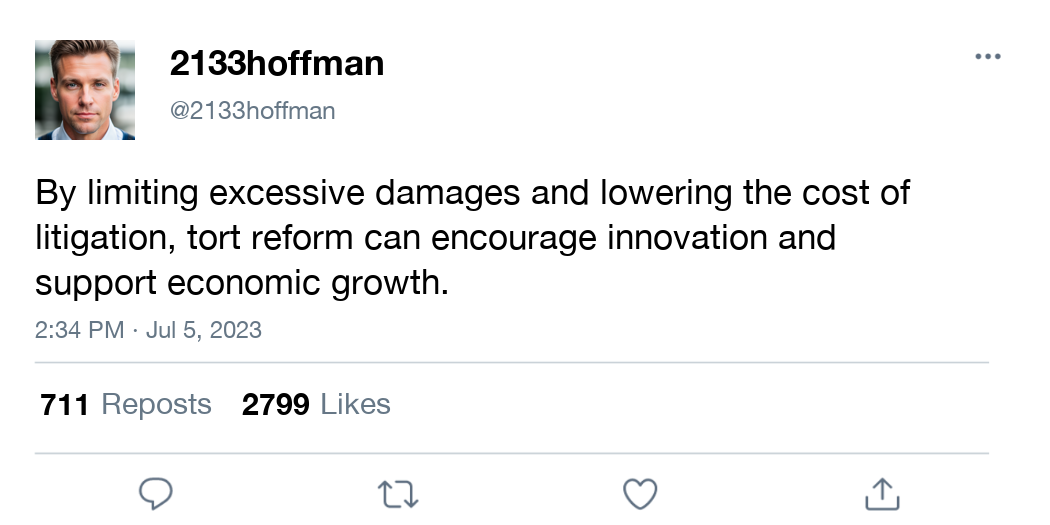 2133hoffman
@2133hoffman
By limiting excessive damages and lowering the cost of
litigation, tort reform can encourage innovation and
support economic growth.
2:34 PM · Jul 5, 2023
711 Reposts 2799 Likes